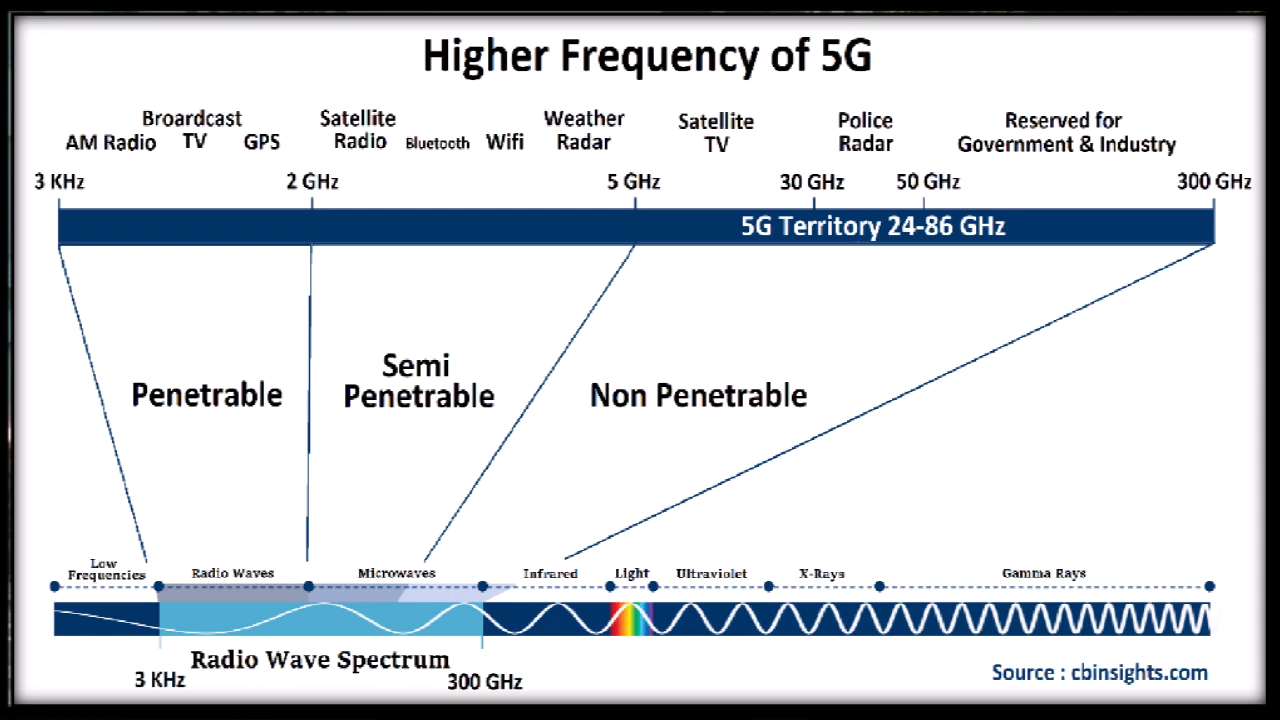 Higher Frequency of 5G
AM Radio
Broardcast
TV
GPS
Satellite
Radio
Bluetooth
Wifi
Weather
Radar
Satellite
TV
Police
Radar
Reserved for
Government & Industry
3 KHz
2 GHz
5 GHz
30 GHz
50 GHz
300 GHz
5G Territory 24-86 GHz
Penetrable
Semi
Penetrable
Non Penetrable
Low
Frequencies
Radio Waves
Microwaves
Infrared
Light
Ultraviolet
X-Rays
Gamma Rays
Radio Wave Spectrum
3 KHz
300 GHz
Source : cbinsights.com